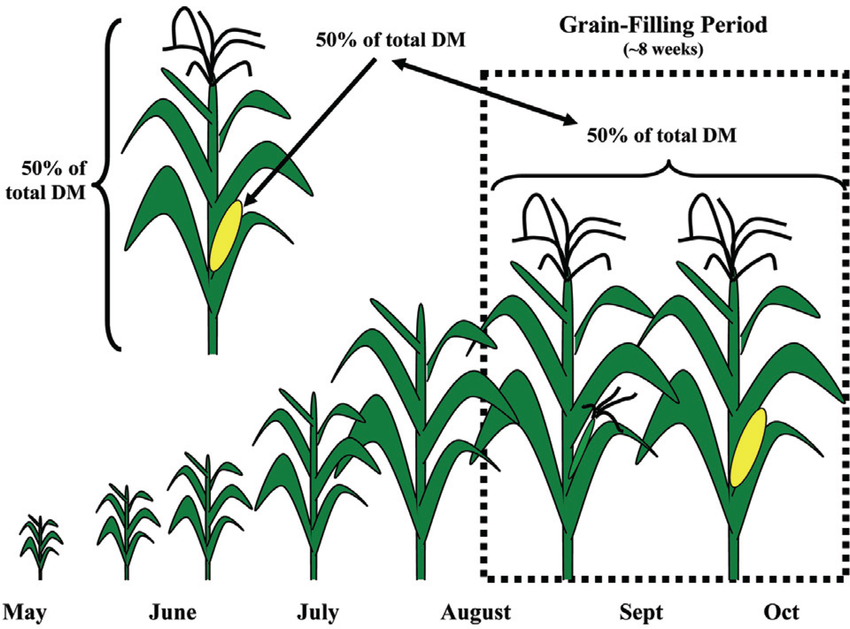 Grain-Filling Period
(~8 weeks)
50% of total DM
50% of total DM
50% of
total DM
May June July August Sept Oct